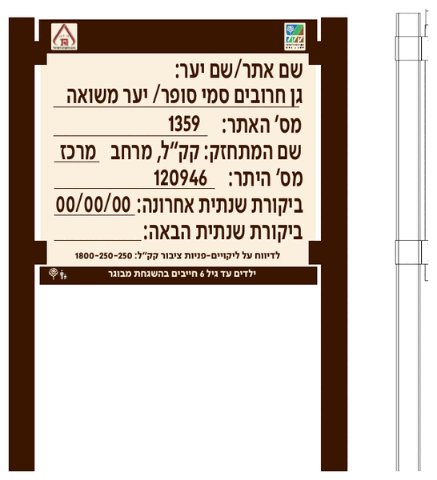 שם אתר/שם יער:
גן חרובים סמי סופר/ יער משואה
מס' האתר: 1359
שם המתחזק: קק"ל, מרחב מרכז
מס' היתר: 120946
ביקורת שנתית אחרונה: 00/00/00
ביקורת שנתית הבאה:
לדיווח על ליקויים-פניות ציבור קק"ל: 1800-250-250
ילדים עד גיל 6 חייבים בהשגחת מבוגר